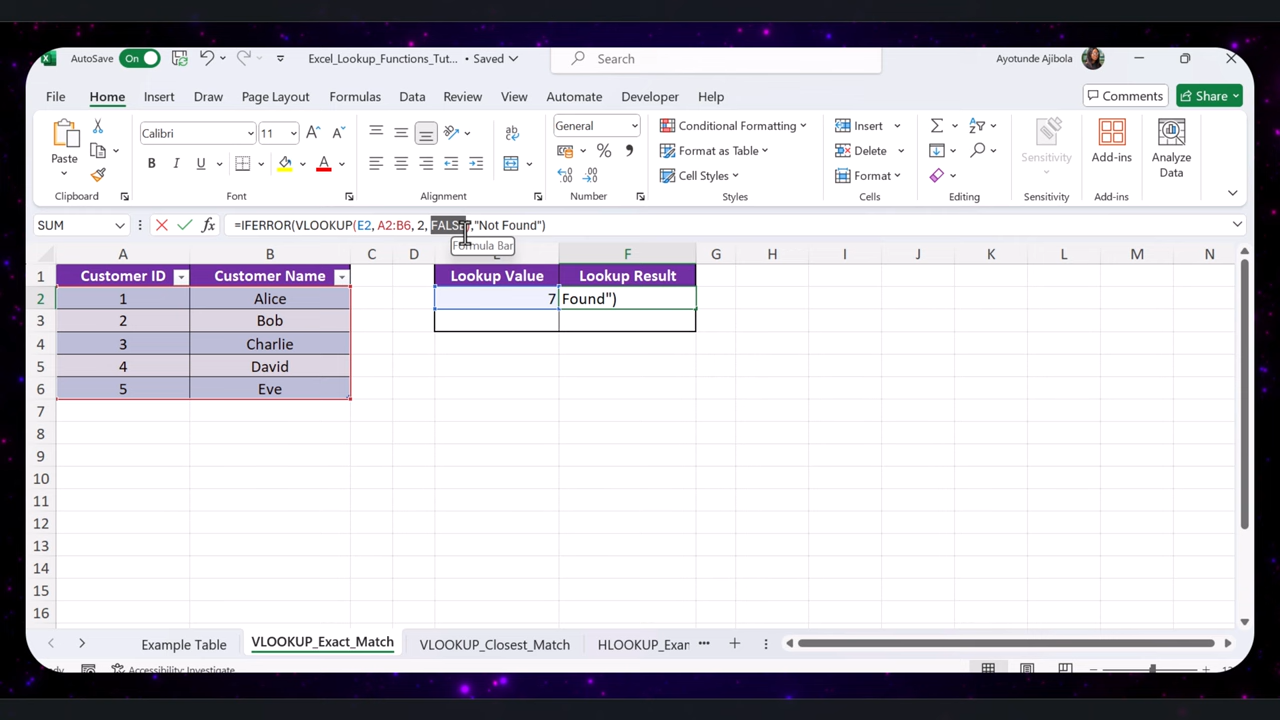 AutoSave On Excel_Lookup_Functions_Tut... • Saved Search Ayotunde Ajibola
File Home Insert Draw Page Layout Formulas Data Review View Automate Developer Help Comments Share
Paste Calibri 11 General Conditional Formatting Insert Sensitivity Add-ins Analyze Data
B I U Format as Table Delete
Cell Styles Format
Clipboard Font Alignment Number Styles Cells Editing Sensitivity Add-ins
SUM fx =IFERROR(VLOOKUP(E2, A2:B6, 2, FALSE),"Not Found")
Formula Bar
A B C D F G H I J K L M N
1 Customer ID Customer Name Lookup Value Lookup Result
2 1 Alice 7 Found")
3 2 Bob
4 3 Charlie
5 4 David
6 5 Eve
7
8
9
10
11
12
13
14
15
16
Example Table VLOOKUP_Exact_Match VLOOKUP_Closest_Match HLOOKUP_Exan ...
Accessibility: Investigate